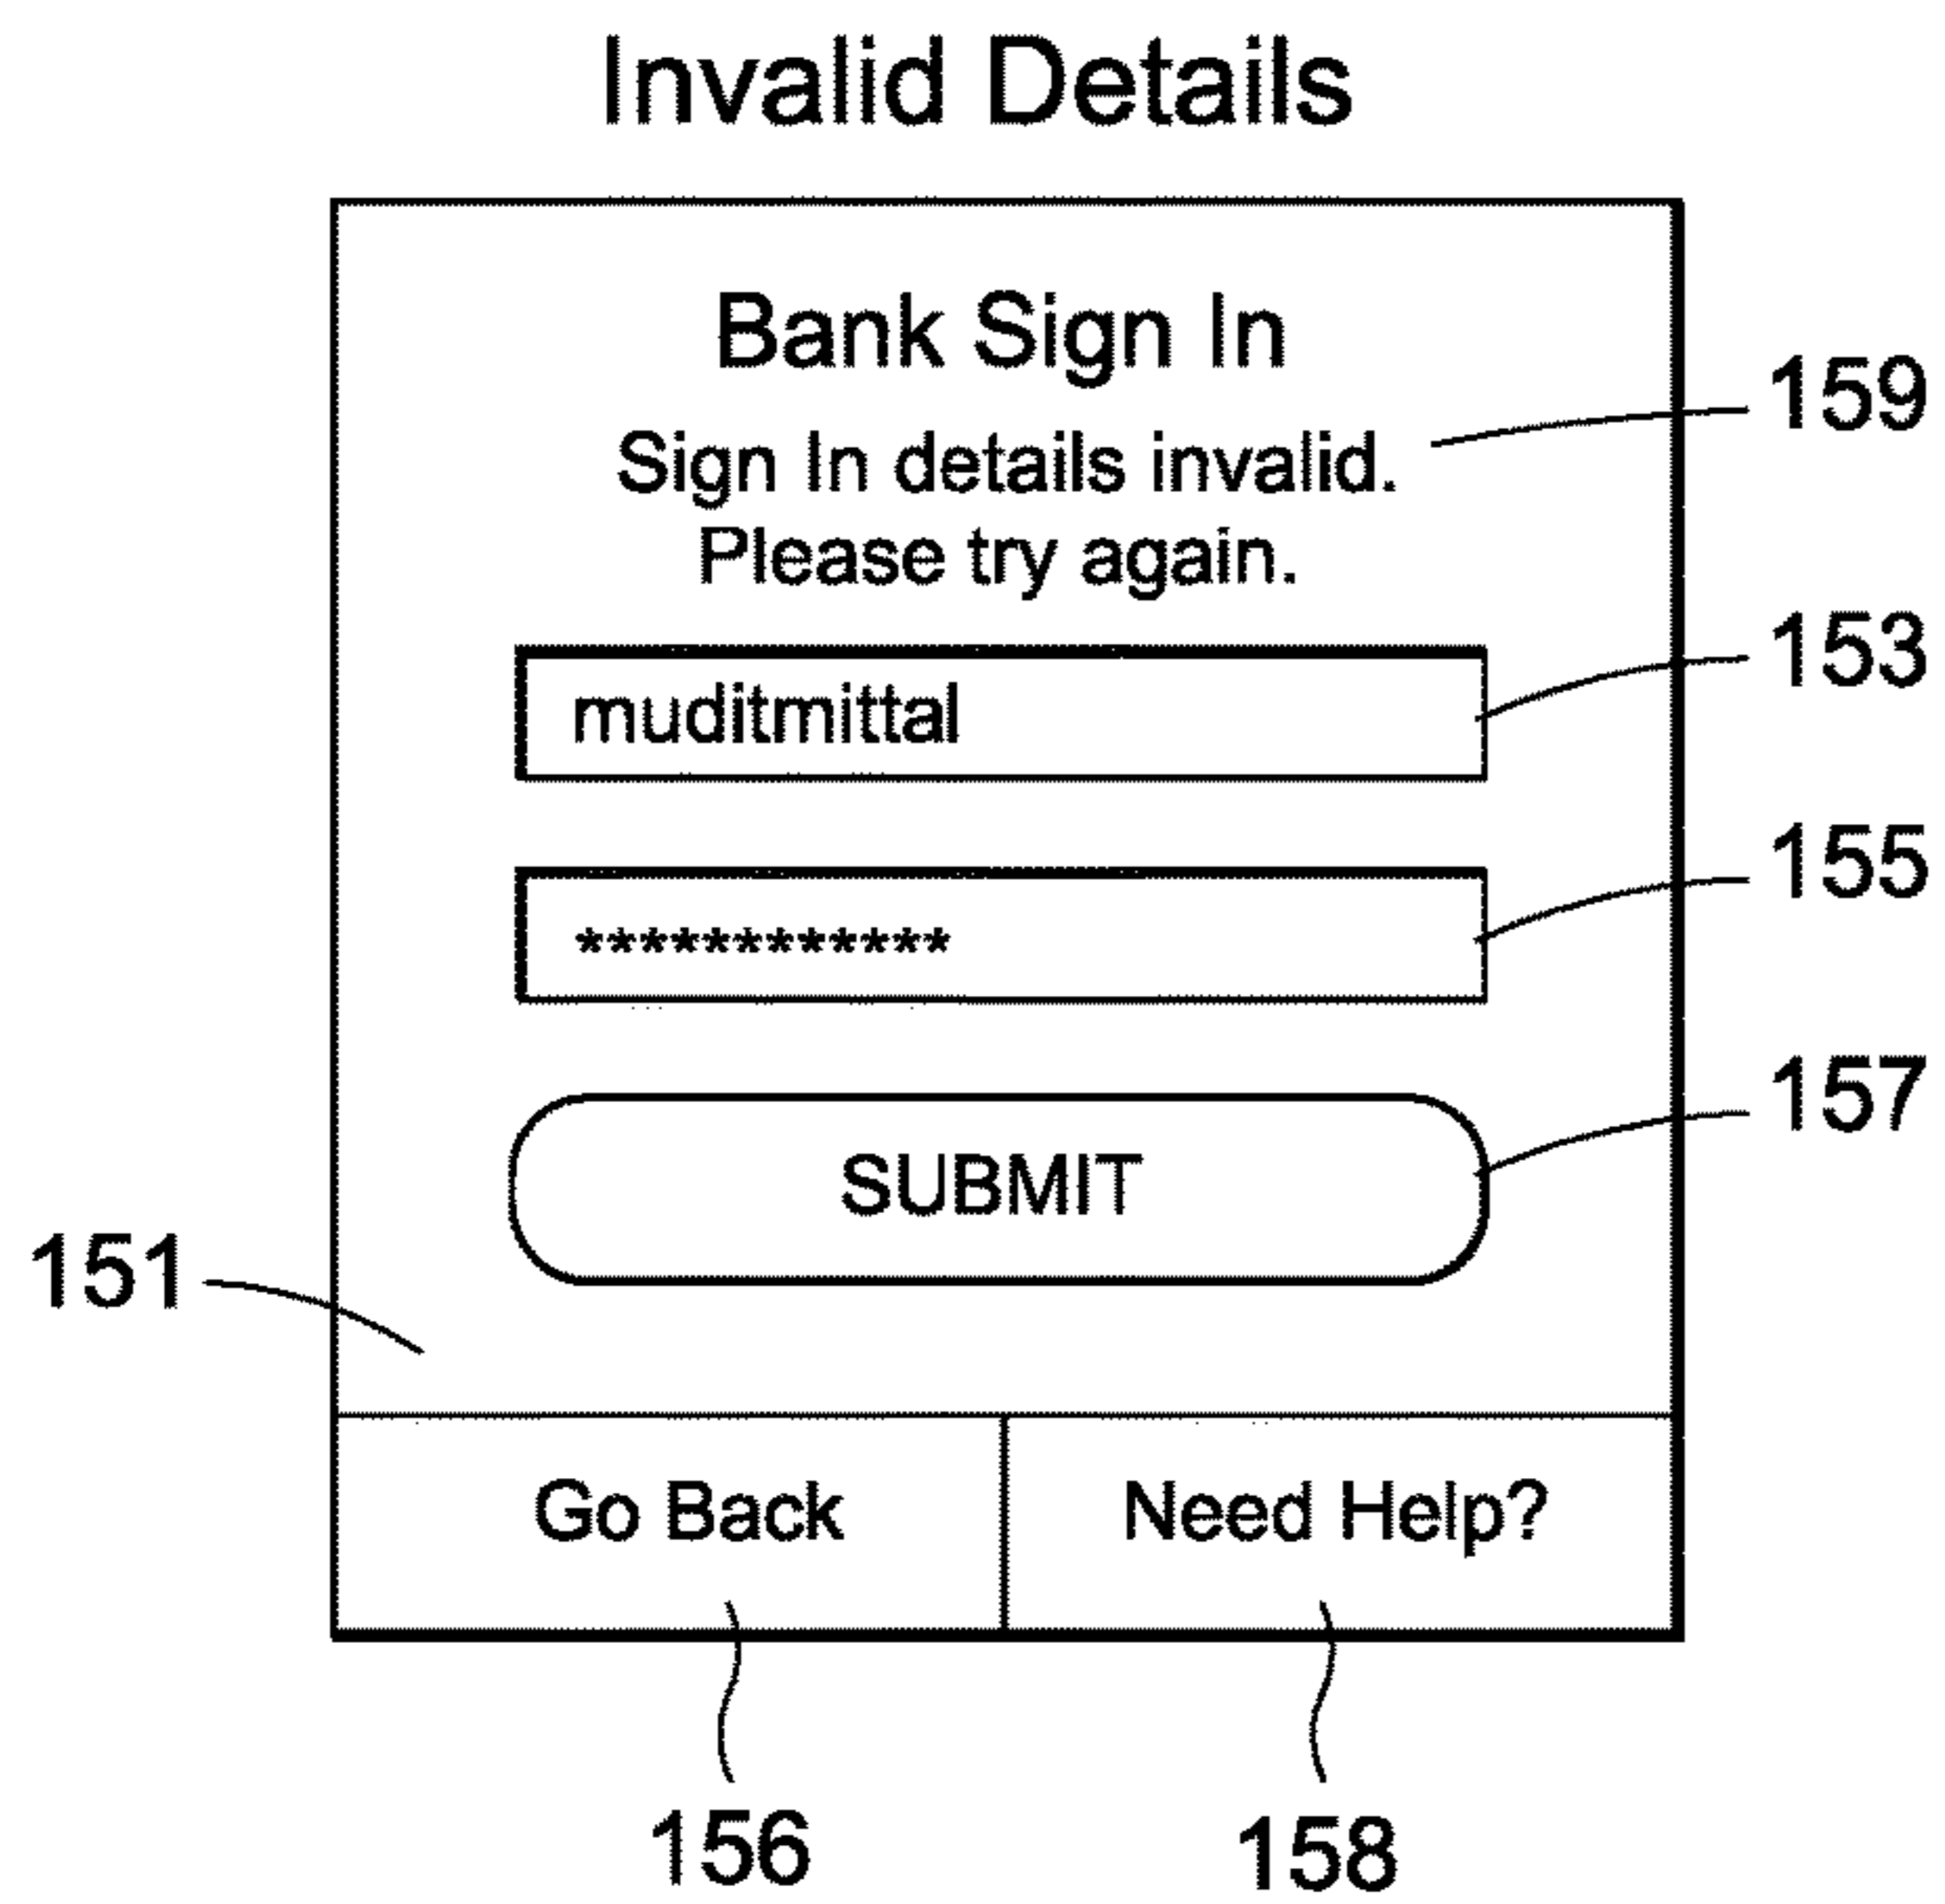 Invalid Details
Bank Sign In
159
Sign In details invalid.
Please try again.
153
muditmittal
155
************
157
SUBMIT
151
Go Back
Need Help?
156
158